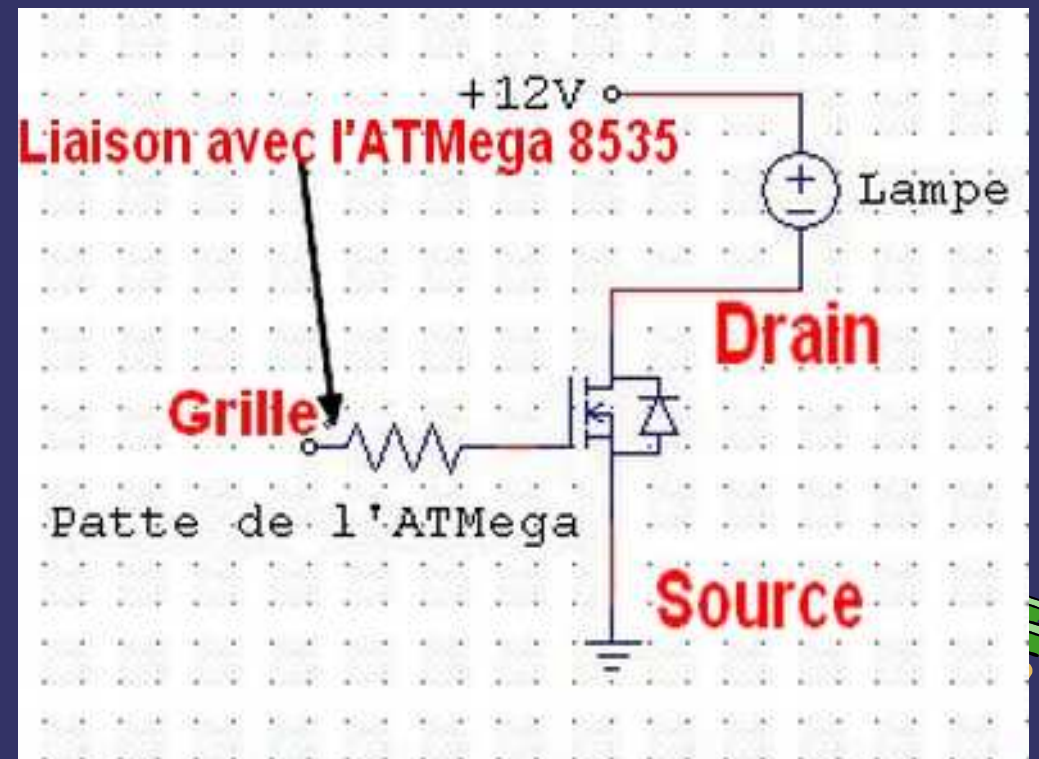 +12V
Liaison avec l'ATMega 8535
+
−
Lampe
Drain
Grille
Patte de l'ATMega
Source